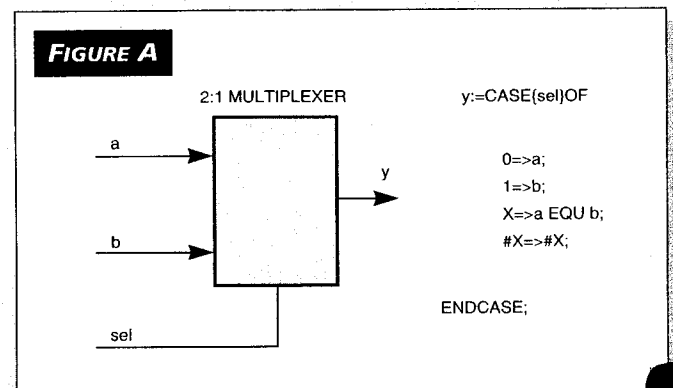 FIGURE A
2:1 MULTIPLEXER
a
b
sel
y
y:=CASE{sel}OF
0=>a;
1=>b;
X=>a EQU b;
#X=>#X;
ENDCASE;